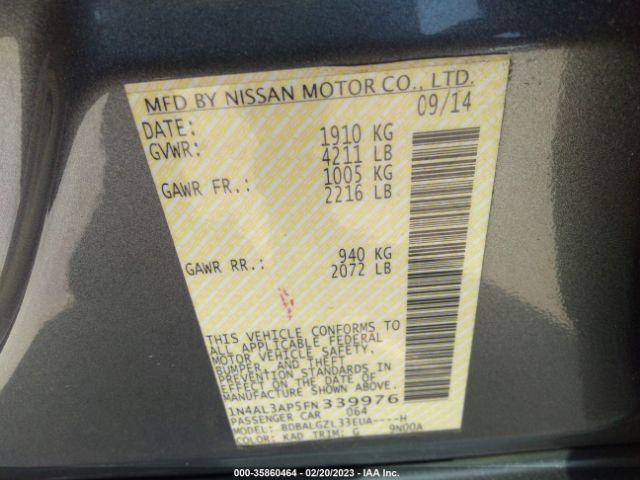 MFD BY NISSAN MOTOR CO., LTD.
DATE: 09/14
GVWR: 1910 KG
4211 LB
GAWR FR.: 1005 KG
2216 LB
GAWR RR.: 940 KG
2072 LB
THIS VEHICLE CONFORMS TO
ALL APPLICABLE FEDERAL
MOTOR VEHICLE SAFETY,
BUMPER, AND THEFT
PREVENTION STANDARDS IN
EFFECT ON THE DATE OF
MANUFACTURE SHOWN ABOVE.
1N4AL3AP5FN339976
PASSENGER CAR 064
MODEL: BDBALGZL33EUA----H
COLOR: KAD TRIM: G 9N00A
000-35860464 - 02/20/2023 - IAA Inc.